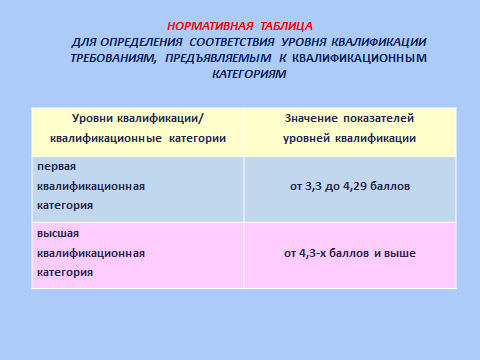 НОРМАТИВНАЯ ТАБЛИЦА
ДЛЯ ОПРЕДЕЛЕНИЯ СООТВЕТСТВИЯ УРОВНЯ КВАЛИФИКАЦИИ
ТРЕБОВАНИЯМ, ПРЕДЪЯВЛЯЕМЫМ К КВАЛИФИКАЦИОННЫМ
КАТЕГОРИЯМ
Уровни квалификации/
квалификационные категории
Значение показателей
уровней квалификации
первая
квалификационная
категория
от 3,3 до 4,29 баллов
высшая
квалификационная
категория
от 4,3-х баллов и выше